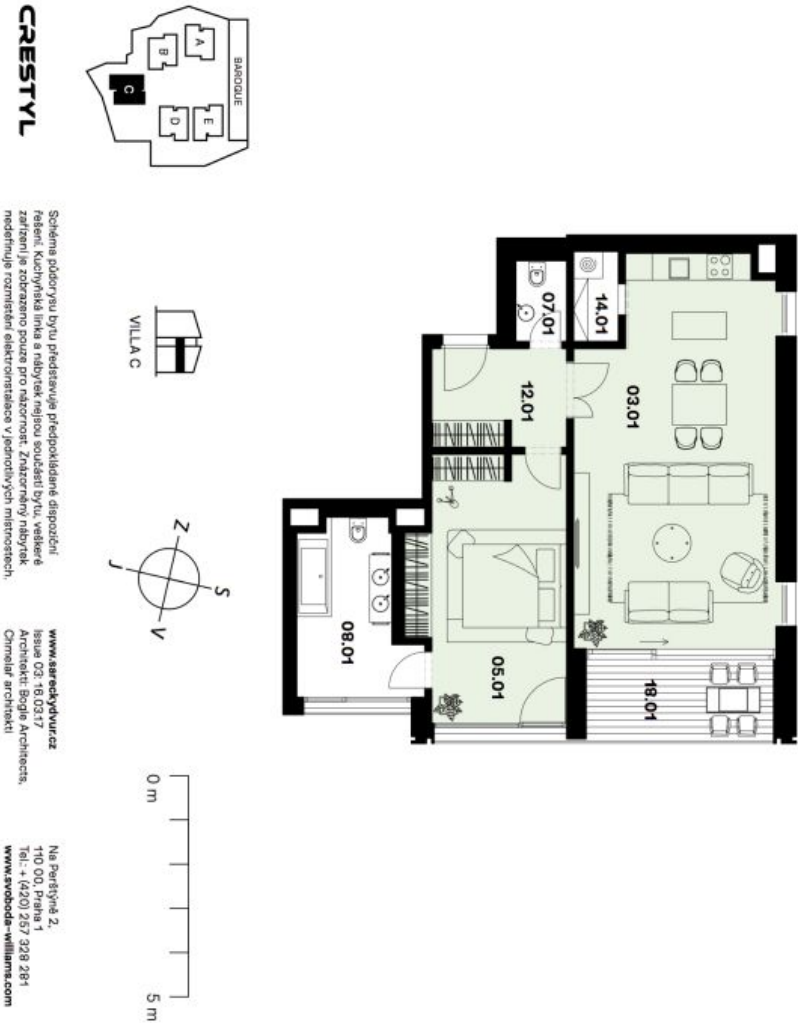 CRESTYL
BAROQUE
A
B
C
D
E
VILLA C
Z
S
J
V
0 m
5 m
14.01
07.01
03.01
12.01
08.01
05.01
18.01
Schéma půdorysu bytu představuje předpokládané dispoziční
řešení. Kuchyňská linka a nábytek nejsou součástí bytu, veškeré
zařízení je zobrazeno pouze pro názornost. Znázorněný nábytek
nedefinuje rozmístění elektroinstalace v jednotlivých místnostech.
www.sareckydvur.cz
Issue 03: 16.03.17
Architekti: Bogle Architects,
Chmelař architekti
Na Perštýně 2,
110 00, Praha 1
Tel.: + (420) 257 328 281
www.svoboda-williams.com